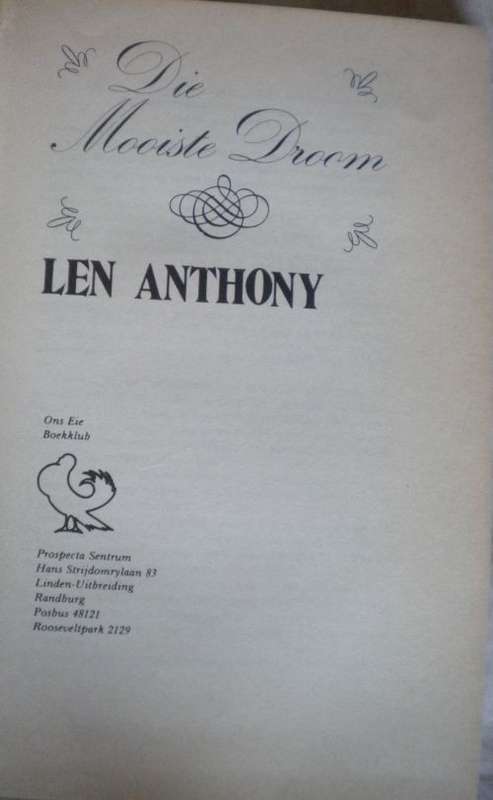 Die
Mooiste Droom
LEN ANTHONY
Ons Eie
Boekklub
Prospecta Sentrum
Hans Strijdomrylaan 83
Linden-Uitbreiding
Randburg
Posbus 48121
Rooseveltpark 2129